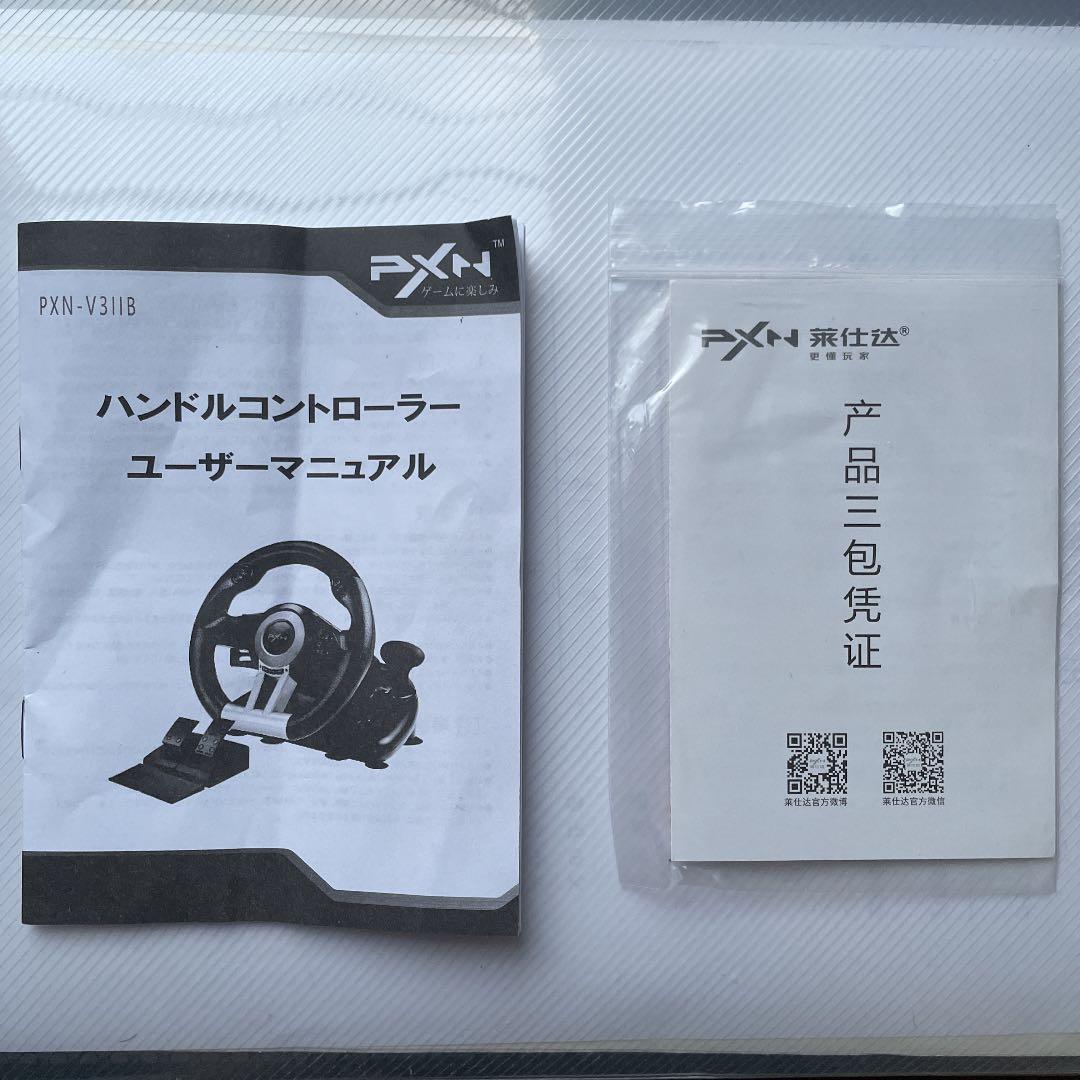 PXN™
ゲームに楽しみ
PXN-V3IIB
ハンドルコントローラー
ユーザーマニュアル
PXN
PXN 莱仕达®
更懂玩家
产品三包凭证
莱仕达官方微博
莱仕达官方微信